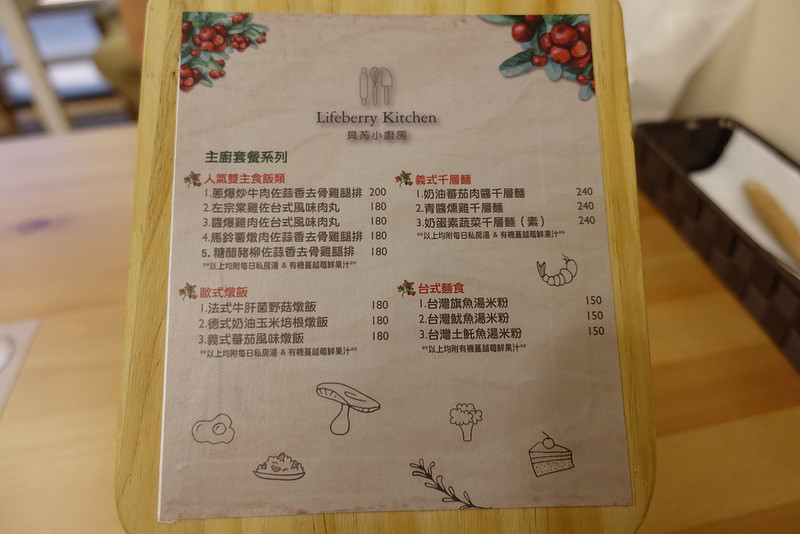 Lifeberry Kitchen
貝芮小廚房
主廚套餐系列
人氣雙主食飯類
1.蔥爆炒牛肉佐蒜香去骨雞腿排 200
2.左宗棠雞佐台式風味肉丸 180
3.醬爆雞肉佐台式風味肉丸 180
4.馬鈴薯燉肉佐蒜香去骨雞腿排 180
5. 糖醋豬柳佐蒜香去骨雞腿排 180
**以上均附每日私房湯 & 有機蔓越莓鮮果汁**
歐式燉飯
1.法式牛肝菌野菇燉飯 180
2.德式奶油玉米培根燉飯 180
3.義式蕃茄風味燉飯 180
**以上均附每日私房湯 & 有機蔓越莓鮮果汁**
義式千層麵
1.奶油蕃茄肉醬千層麵 240
2.青醬燻雞千層麵 240
3.奶蛋素蔬菜千層麵（素） 240
**以上均附每日私房湯 & 有機蔓越莓鮮果汁**
台式麵食
1.台灣旗魚湯米粉 150
2.台灣魷魚湯米粉 150
3.台灣土魠魚湯米粉 150
**以上均附有機蔓越莓鮮果汁**